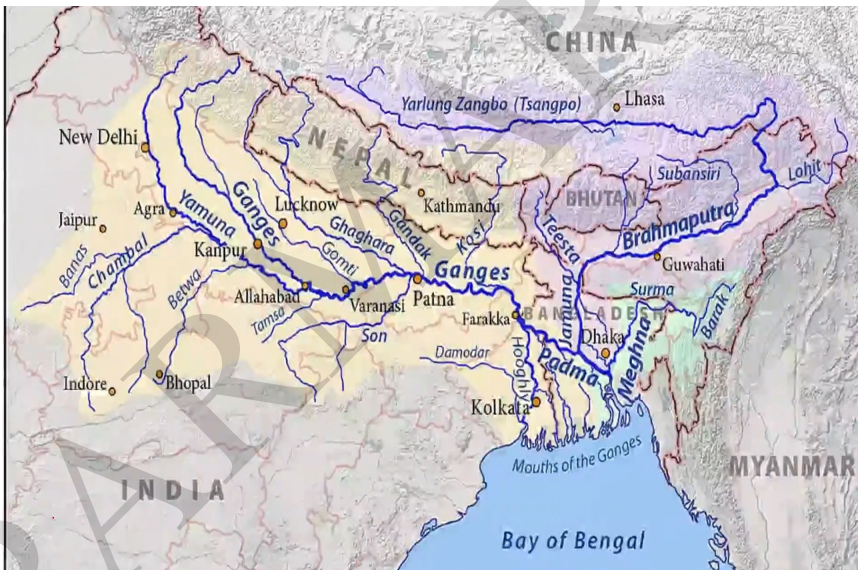 CHINA
Yarlung Zangbo (Tsangpo)
Lhasa
New Delhi
NEPAL
BHUTAN
Subansiri
Lohit
Jaipur
Agra
Yamuna
Ganges
Lucknow
Kathmandu
Teesta
Brahmaputra
Banas
Chambal
Kanpur
Ghaghara
Gandak
Kosi
Guwahati
Betwa
Gomti
Ganges
Allahabad
Varanasi
Patna
Surma
Tamsa
Son
Farakka
BANGLADESH
Jamuna
Barak
Dhaka
Damodar
Hooghly
Padma
Meghna
Indore
Bhopal
Kolkata
Mouths of the Ganges
MYANMAR
INDIA
Bay of Bengal
PARMAR